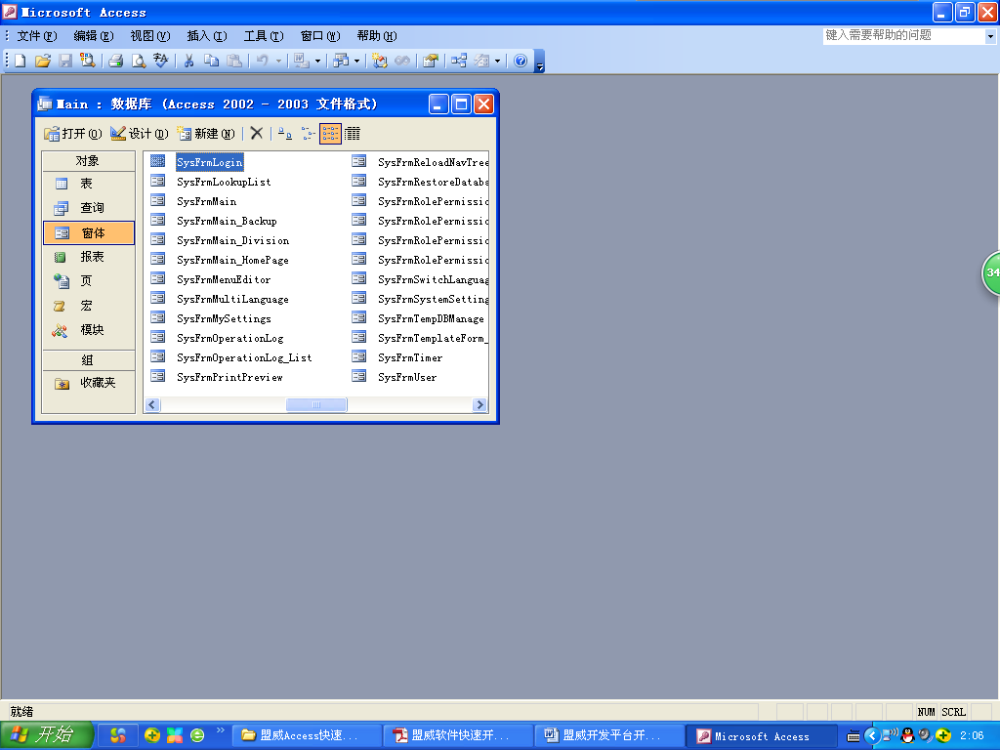 Microsoft Access
文件(F) 编辑(E) 视图(V) 插入(I) 工具(T) 窗口(W) 帮助(H) 键入需要帮助的问题
Main : 数据库 (Access 2002 - 2003 文件格式)
打开(O) 设计(D) 新建(N)
对象
表
查询
窗体
报表
页
宏
模块
组
收藏夹
SysFrmLogin
SysFrmLookupList
SysFrmMain
SysFrmMain_Backup
SysFrmMain_Division
SysFrmMain_HomePage
SysFrmMenuEditor
SysFrmMultiLanguage
SysFrmMySettings
SysFrmOperationLog
SysFrmOperationLog_List
SysFrmPrintPreview
SysFrmReloadNavTree
SysFrmRestoreDataba
SysFrmRolePermissio
SysFrmRolePermissio
SysFrmRolePermissio
SysFrmRolePermissio
SysFrmSwitchLanguag
SysFrmSystemSetting
SysFrmTempDBManage
SysFrmTemplateForm_
SysFrmTimer
SysFrmUser
34
就绪 NUM SCRL
开始 盟威Access快速... 盟威软件快速开... 盟威开发平台开... Microsoft Access 2:06